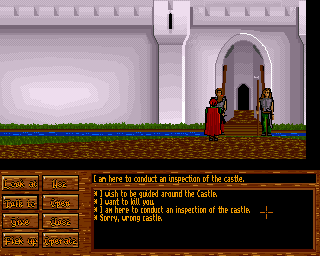 I am here to conduct an inspection of the castle.
Look at Use
Talk to Open
Give Close
Pick up Operate
* I wish to be guided around the Castle.
* I want to kill you.
* I am here to conduct an inspection of the castle.
* Sorry, wrong castle.